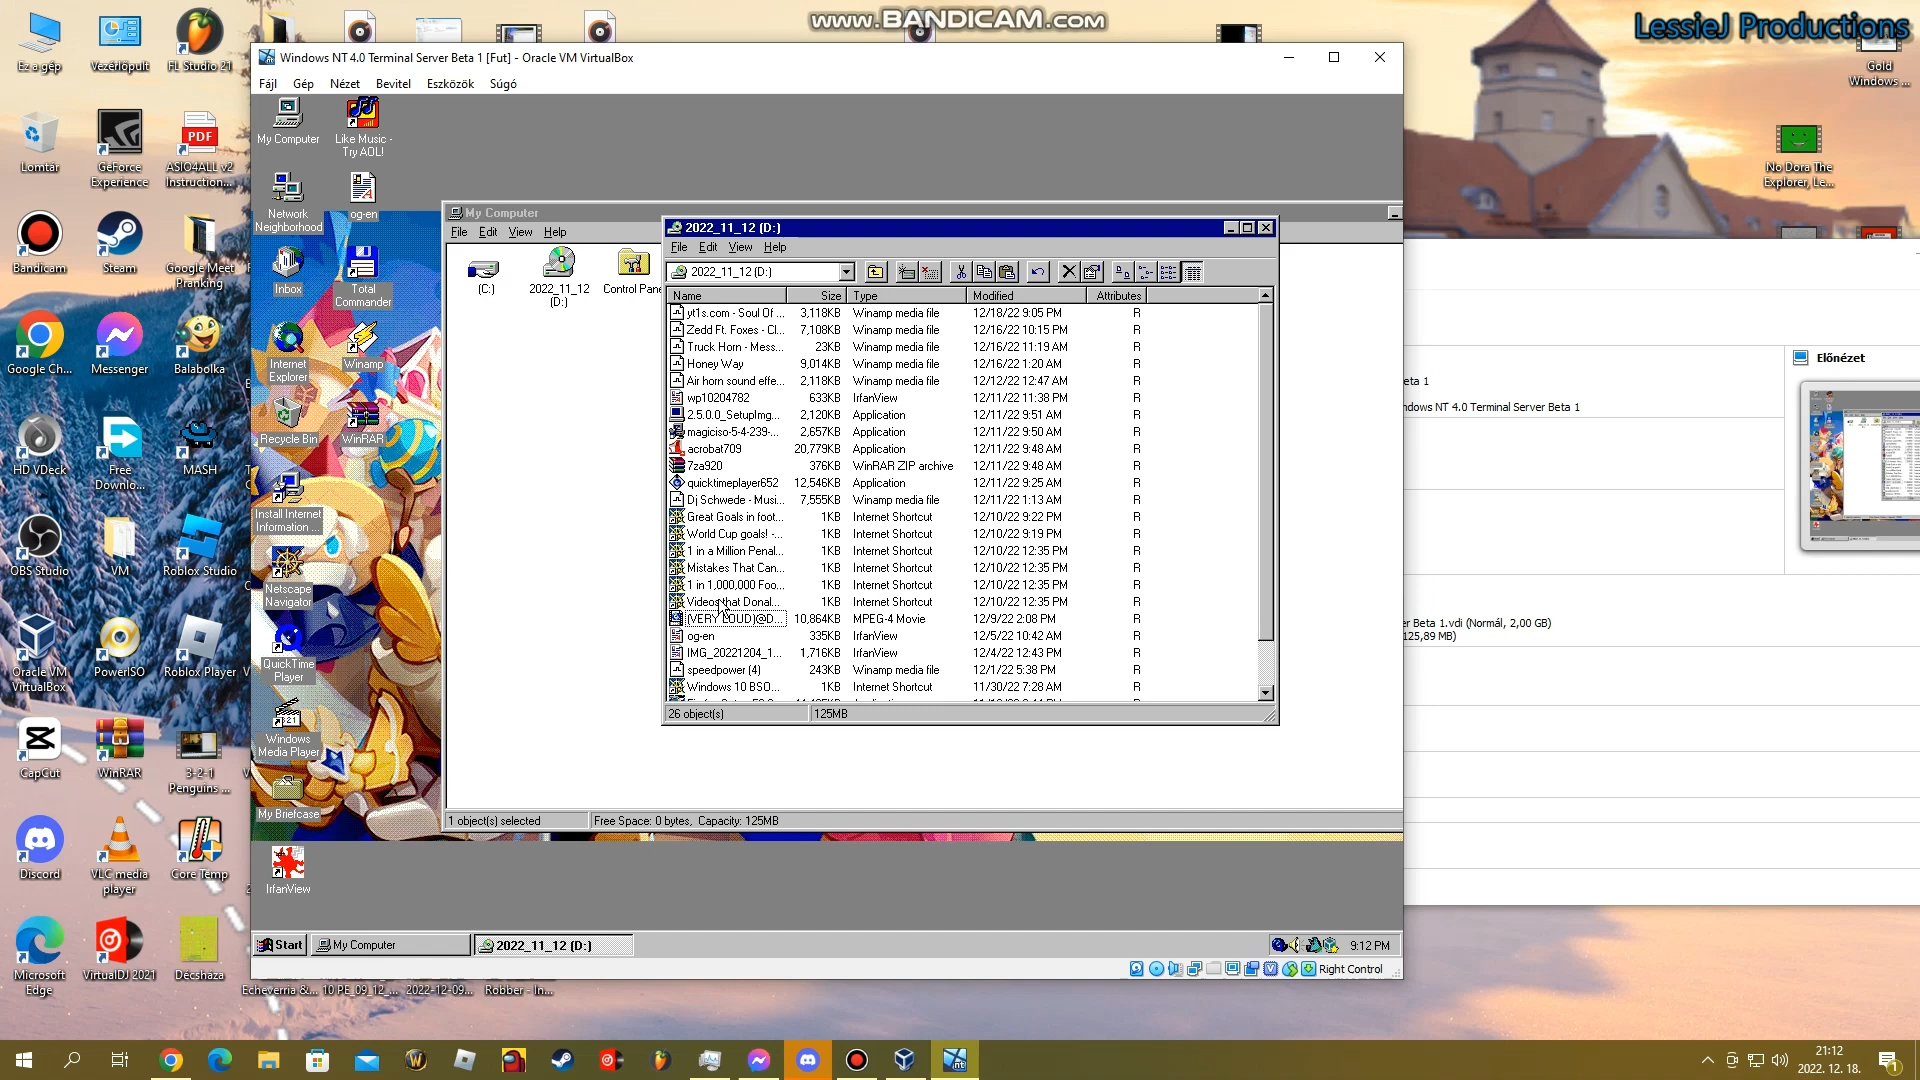 www.BANDICAM.com
LessieJ Productions
Ez a gép
Vezérlőpult
FL Studio 21
Lomtár
GeForce Experience
ASIO4ALL v2 Instruction...
Bandicam
Steam
Google Meet Pranking
Google Ch...
Messenger
Balabolka
HD VDeck
Free Downlo...
MASH
OBS Studio
VM
Roblox Studio
Oracle VM VirtualBox
PowerISO
Roblox Player
CapCut
WinRAR
3-2-1 Penguins ...
Discord
VLC media player
Core Temp
Microsoft Edge
VirtualDJ 2021
Décsháza
Echeverria &...
10 PE_09_12_...
2022-12-09...
Robber - In...
Gold Windows ...
No Dora The Explorer, Le...
Windows NT 4.0 Terminal Server Beta 1 [Fut] - Oracle VM VirtualBox
Fájl Gép Nézet Bevitel Eszközök Súgó
My Computer
Like Music - Try AOL!
Network Neighborhood
og-en
Inbox
Total Commander
Internet Explorer
Winamp
Recycle Bin
WinRAR
Install Internet Information ...
Netscape Navigator
QuickTime Player
Windows Media Player
My Briefcase
IrfanView
My Computer
File Edit View Help
(C:)
2022_11_12 (D:)
Control Pane
1 object(s) selected
Free Space: 0 bytes, Capacity: 125MB
2022_11_12 (D:)
File Edit View Help
2022_11_12 (D:)
Name Size Type Modified Attributes
yt1s.com - Soul Of ... 3,118KB Winamp media file 12/18/22 9:05 PM R
Zedd Ft. Foxes - Cl... 7,108KB Winamp media file 12/16/22 10:15 PM R
Truck Horn - Mess... 23KB Winamp media file 12/16/22 11:19 AM R
Honey Way 9,014KB Winamp media file 12/16/22 1:20 AM R
Air horn sound effe... 2,118KB Winamp media file 12/12/22 12:47 AM R
wp10204782 633KB IrfanView 12/11/22 11:38 PM R
2.5.0.0_SetupImg... 2,120KB Application 12/11/22 9:51 AM R
magiciso-5-4-239-... 2,657KB Application 12/11/22 9:50 AM R
acrobat709 20,779KB Application 12/11/22 9:48 AM R
7za920 376KB WinRAR ZIP archive 12/11/22 9:48 AM R
quicktimeplayer652 12,546KB Application 12/11/22 9:25 AM R
Dj Schwede - Musi... 7,555KB Winamp media file 12/11/22 1:13 AM R
Great Goals in foot... 1KB Internet Shortcut 12/10/22 9:22 PM R
World Cup goals! -... 1KB Internet Shortcut 12/10/22 9:19 PM R
1 in a Million Penal... 1KB Internet Shortcut 12/10/22 12:35 PM R
Mistakes That Can... 1KB Internet Shortcut 12/10/22 12:35 PM R
1 in 1,000,000 Foo... 1KB Internet Shortcut 12/10/22 12:35 PM R
Videos that Donal... 1KB Internet Shortcut 12/10/22 12:35 PM R
(VERY LOUD)@D... 10,864KB MPEG-4 Movie 12/9/22 2:08 PM R
og-en 335KB IrfanView 12/5/22 10:42 AM R
IMG_20221204_1... 1,716KB IrfanView 12/4/22 12:43 PM R
speedpower (4) 243KB Winamp media file 12/1/22 5:38 PM R
Windows 10 BSO... 1KB Internet Shortcut 11/30/22 7:28 AM R
26 object(s) 125MB
Start
My Computer
2022_11_12 (D:)
9:12 PM
Right Control
Előnézet
eta 1
ndows NT 4.0 Terminal Server Beta 1
er Beta 1.vdi (Normál, 2,00 GB)
125,89 MB)
21:12
2022. 12. 18.
1